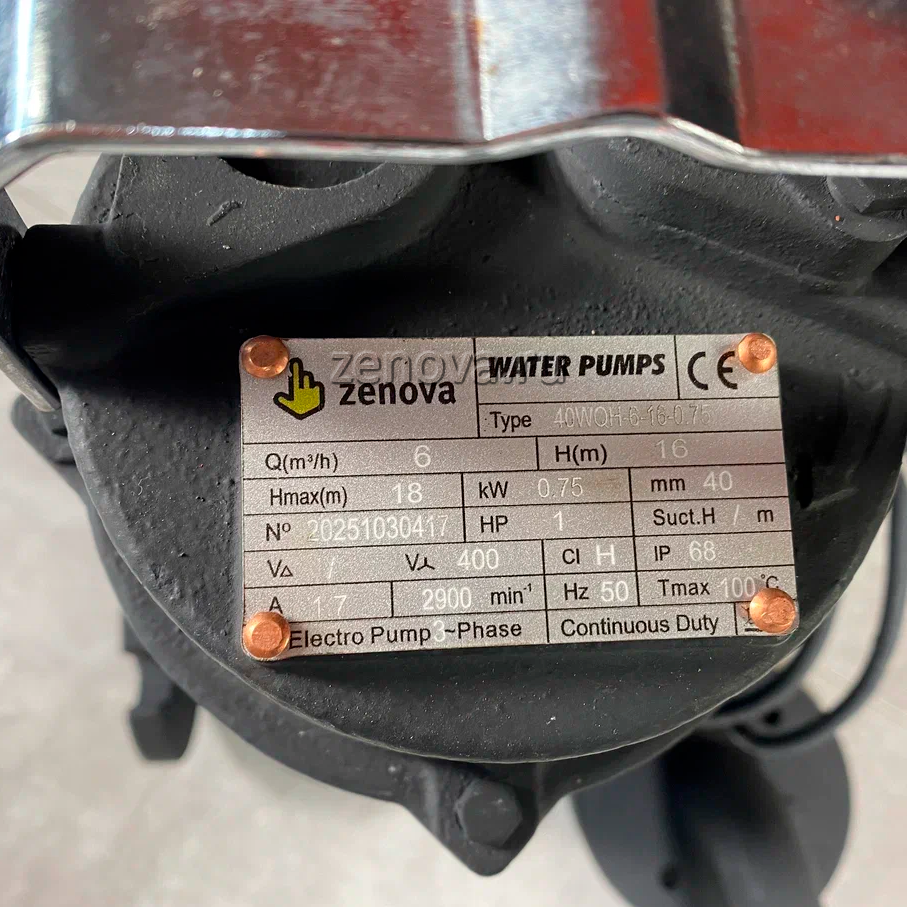 zenova.ru
zenova
WATER PUMPS CE
Type 40WQH-6-16-0.75
Q(m³/h) 6 H(m) 16
Hmax(m) 18 kW 0.75 mm 40
Nº 20251030417 HP 1 Suct.H / m
V△ / V⅄ 400 Cl H IP 68
A 1.7 2900 min⁻¹ Hz 50 Tmax 100 °C
Electro Pump 3~Phase Continuous Duty